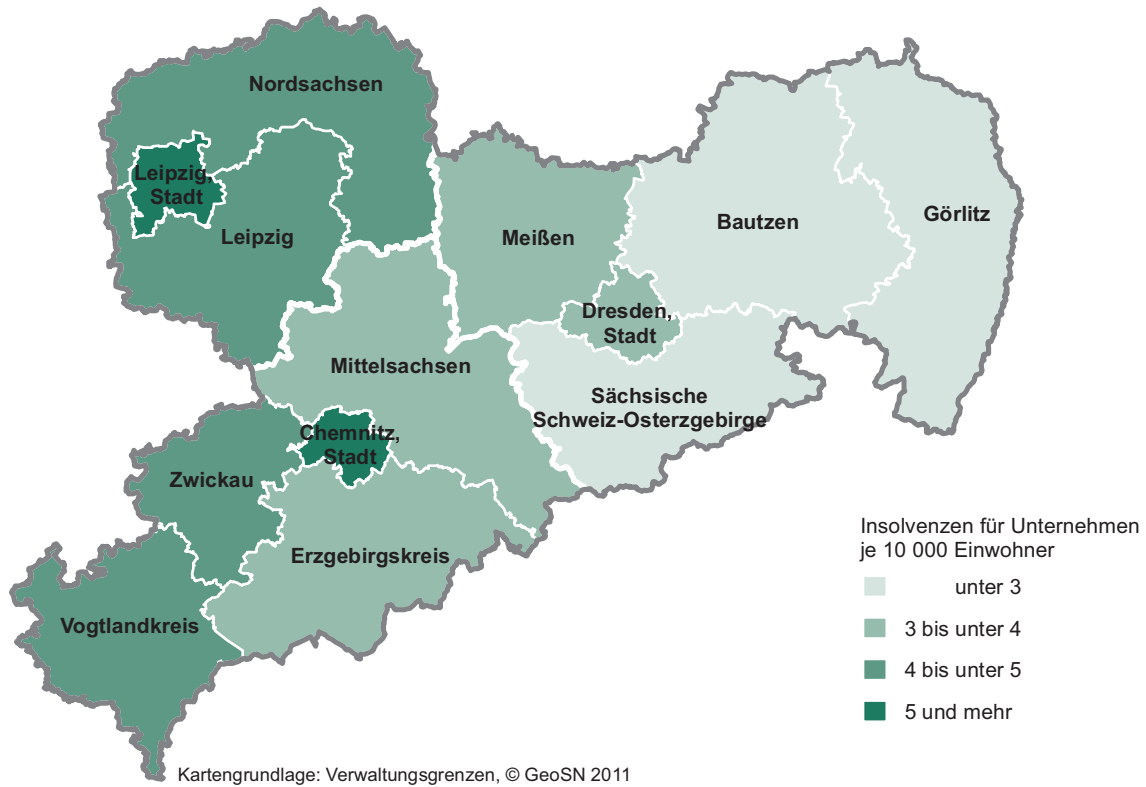 Nordsachsen
Leipzig,
Stadt
Leipzig
Meißen
Bautzen
Görlitz
Dresden,
Stadt
Mittelsachsen
Sächsische
Schweiz-Osterzgebirge
Chemnitz,
Stadt
Zwickau
Erzgebirgskreis
Vogtlandkreis
Insolvenzen für Unternehmen
je 10 000 Einwohner
unter 3
3 bis unter 4
4 bis unter 5
5 und mehr
Kartengrundlage: Verwaltungsgrenzen, © GeoSN 2011